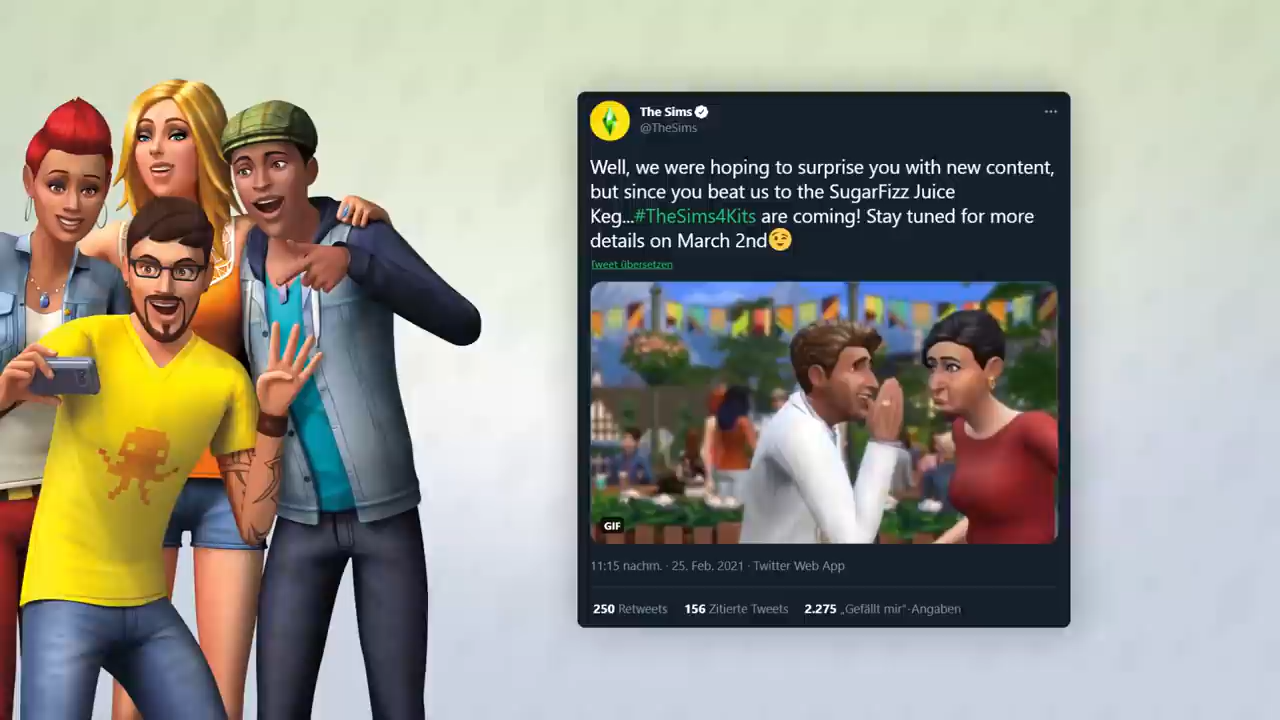 The Sims
@TheSims
Well, we were hoping to surprise you with new content,
but since you beat us to the SugarFizz Juice
Keg...#TheSims4Kits are coming! Stay tuned for more
details on March 2nd😉
Tweet übersetzen
GIF
11:15 nachm. · 25. Feb. 2021 · Twitter Web App
250 Retweets 156 Zitierte Tweets 2.275 „Gefällt mir“-Angaben